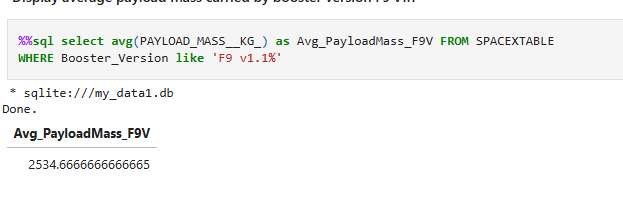 Display average payload mass carried by booster version F9 v1.1
%%sql select avg(PAYLOAD_MASS__KG_) as Avg_PayloadMass_F9V FROM SPACEXTABLE
WHERE Booster_Version like 'F9 v1.1%'
* sqlite:///my_data1.db
Done.
Avg_PayloadMass_F9V
2534.6666666666665